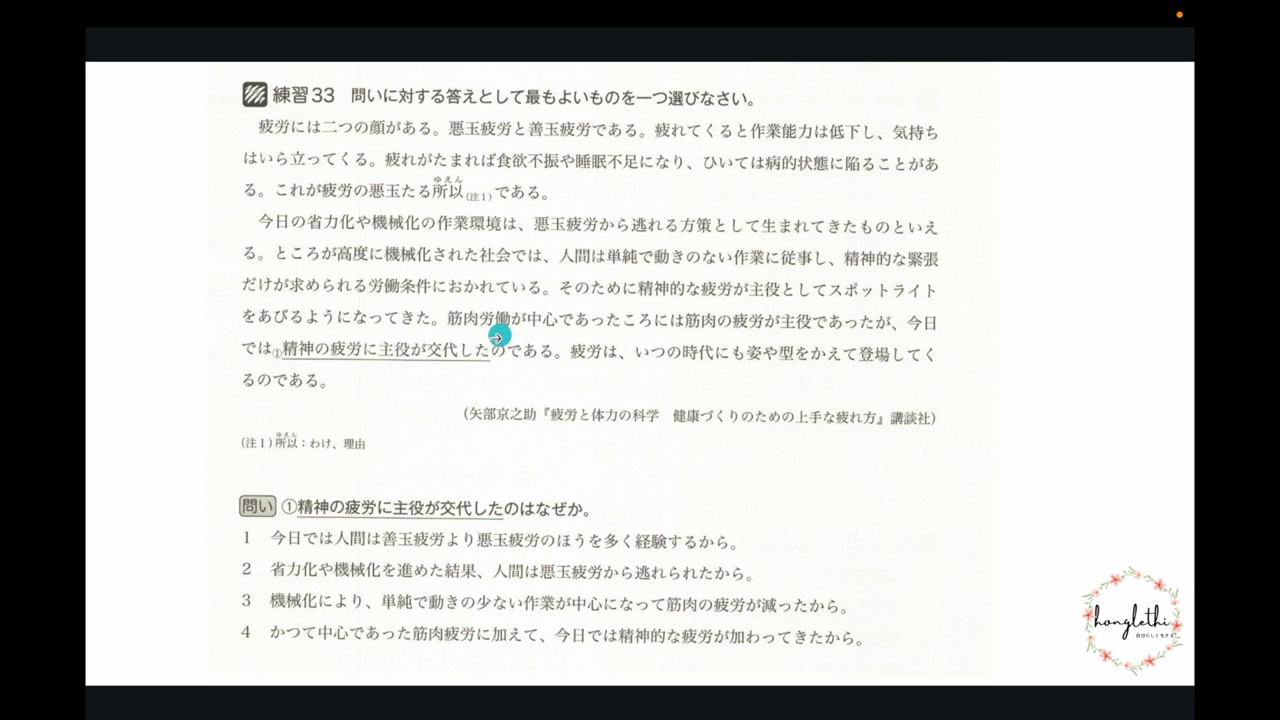 練習33 問いに対する答えとして最もよいものを一つ選びなさい。
疲労には二つの顔がある。悪玉疲労と善玉疲労である。疲れてくると作業能力は低下し、気持ち
はいら立ってくる。疲れがたまれば食欲不振や睡眠不足になり、ひいては病的状態に陥ることがあ
る。これが疲労の悪玉たる所以(注1)である。
ゆえん
今日の省力化や機械化の作業環境は、悪玉疲労から逃れる方策として生まれてきたものといえ
る。ところが高度に機械化された社会では、人間は単純で動きのない作業に従事し、精神的な緊張
だけが求められる労働条件におかれている。そのために精神的な疲労が主役としてスポットライト
をあびるようになってきた。筋肉労働が中心であったころには筋肉の疲労が主役であったが、今日
では①精神の疲労に主役が交代したのである。疲労は、いつの時代にも姿や型をかえて登場してく
るのである。
(矢部京之助『疲労と体力の科学 健康づくりのための上手な疲れ方』講談社)
(注1)所以:わけ、理由
ゆえん
問い ①精神の疲労に主役が交代したのはなぜか。
1 今日では人間は善玉疲労より悪玉疲労のほうを多く経験するから。
2 省力化や機械化を進めた結果、人間は悪玉疲労から逃れられたから。
3 機械化により、単純で動きの少ない作業が中心になって筋肉の疲労が減ったから。
4 かつて中心であった筋肉疲労に加えて、今日では精神的な疲労が加わってきたから。
honglethi